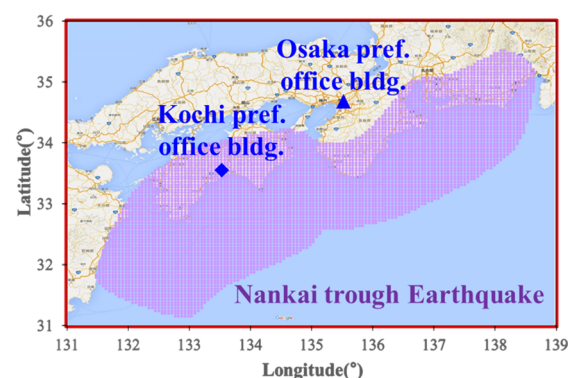 36
35
34
33
32
31
Latitude(°)
Osaka pref.
office bldg.
Kochi pref.
office bldg.
Nankai trough Earthquake
131 132 133 134 135 136 137 138 139
Longitude(°)